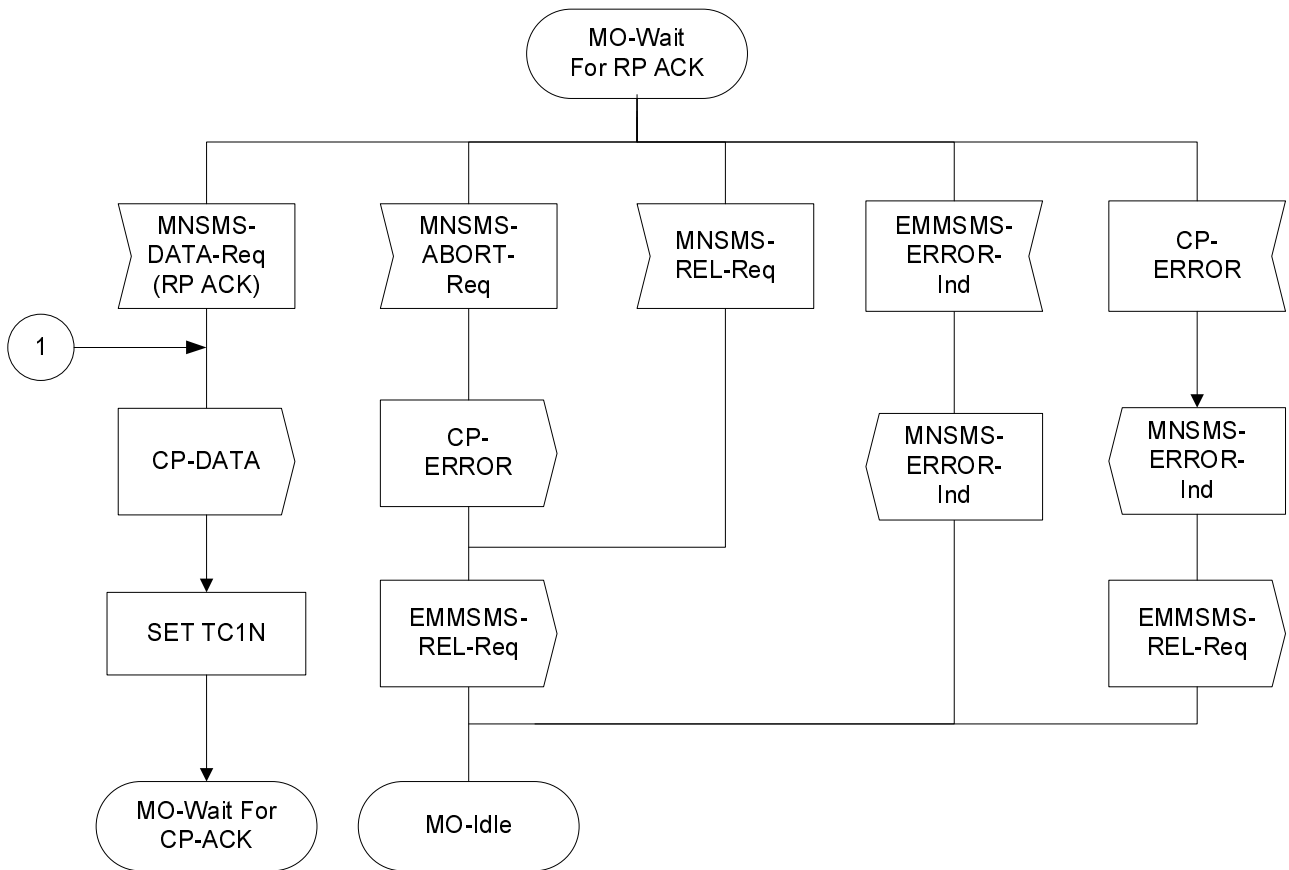 MO-Wait
For RP ACK
MNSMS-
DATA-Req
(RP ACK)
MNSMS-
ABORT-
Req
MNSMS-
REL-Req
EMMSMS-
ERROR-
Ind
CP-
ERROR
1
CP-DATA
CP-
ERROR
MNSMS-
ERROR-
Ind
MNSMS-
ERROR-
Ind
SET TC1N
EMMSMS-
REL-Req
EMMSMS-
REL-Req
MO-Wait For
CP-ACK
MO-Idle